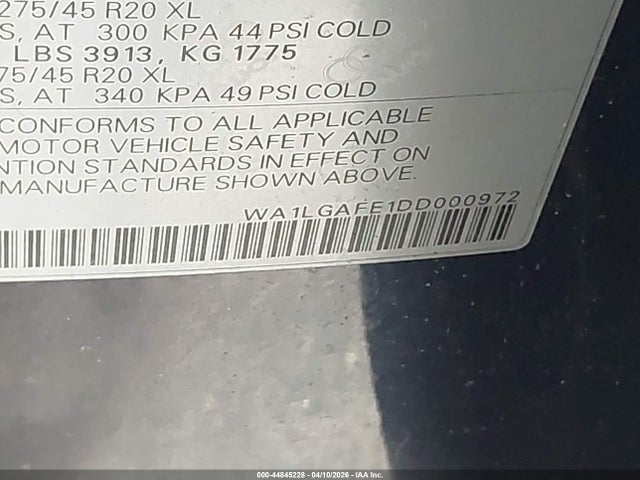 275/45 R20 XL
S, AT 300 KPA 44 PSI COLD
LBS 3913, KG 1775
75/45 R20 XL
S, AT 340 KPA 49 PSI COLD
CONFORMS TO ALL APPLICABLE
MOTOR VEHICLE SAFETY AND
NTION STANDARDS IN EFFECT ON
MANUFACTURE SHOWN ABOVE.
WA1LGAFE1DD000972
000-44845228 - 04/10/2026 - IAA Inc.